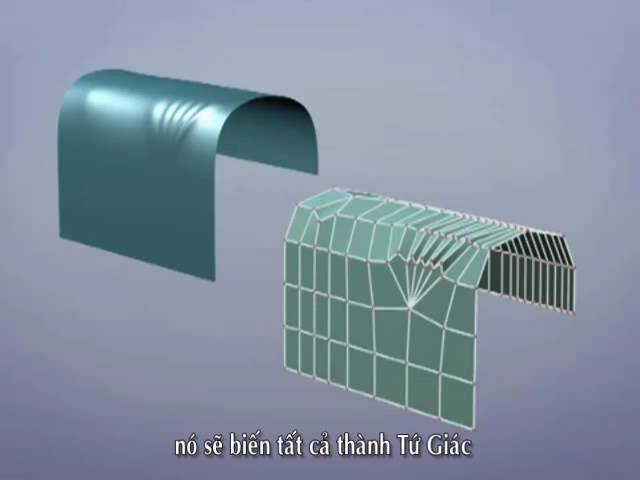 nó sẽ biến tất cả thành Tứ Giác